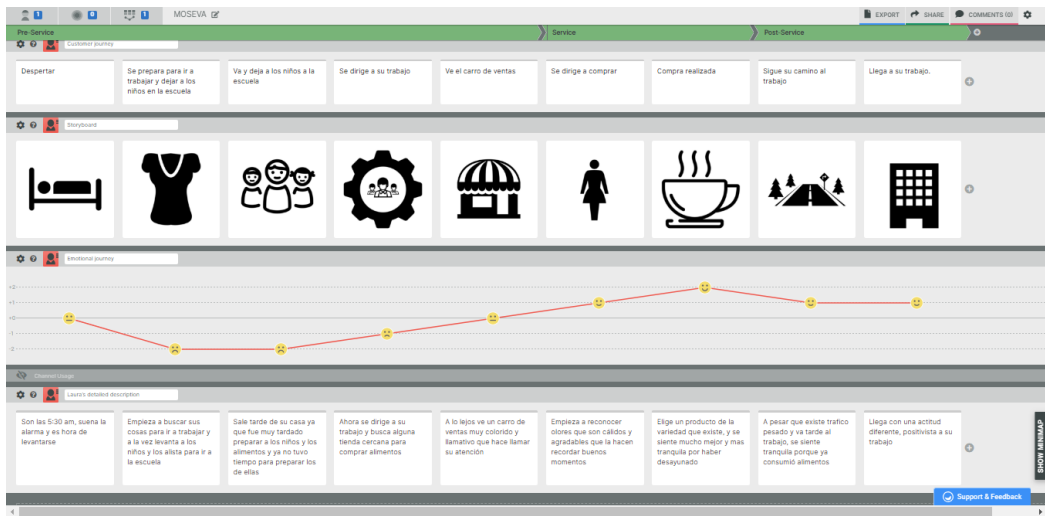 1 0 1 MOSEVA EXPORT SHARE COMMENTS (0)
Pre-Service Service Post-Service
Customer journey
Despertar
Se prepara para ir a
trabajar y dejar a los
niños en la escuela
Va y deja a los niños a la
escuela
Se dirige a su trabajo
Ve el carro de ventas
Se dirige a comprar
Compra realizada
Sigue su camino al
trabajo
Llega a su trabajo.
Storyboard
Emotional journey
+2
+1
+0
-1
-2
Channel Usage
Laura's detailed description
Son las 5:30 am, suena la
alarma y es hora de
levantarse
Empieza a buscar sus
cosas para ir a trabajar y
a la vez levanta a los
niños y los alista para ir a
la escuela
Sale tarde de su casa ya
que fue muy tardado
preparar a los niños y los
alimentos y ya no tuvo
tiempo para preparar los
de ellas
Ahora se dirige a su
trabajo y busca alguna
tienda cercana para
comprar alimentos
A lo lejos ve un carro de
ventas muy colorido y
llamativo que hace llamar
su atención
Empieza a reconocer
olores que son cálidos y
agradables que la hacen
recordar buenos
momentos
Elige un producto de la
variedad que existe, y se
siente mucho mejor y mas
tranquila por haber
desayunado
A pesar que existe trafico
pesado y va tarde al
trabajo, se siente
tranquila porque ya
consumió alimentos
Llega con una actitud
diferente, positivista a su
trabajo
SHOW MINIMAP
Support & Feedback